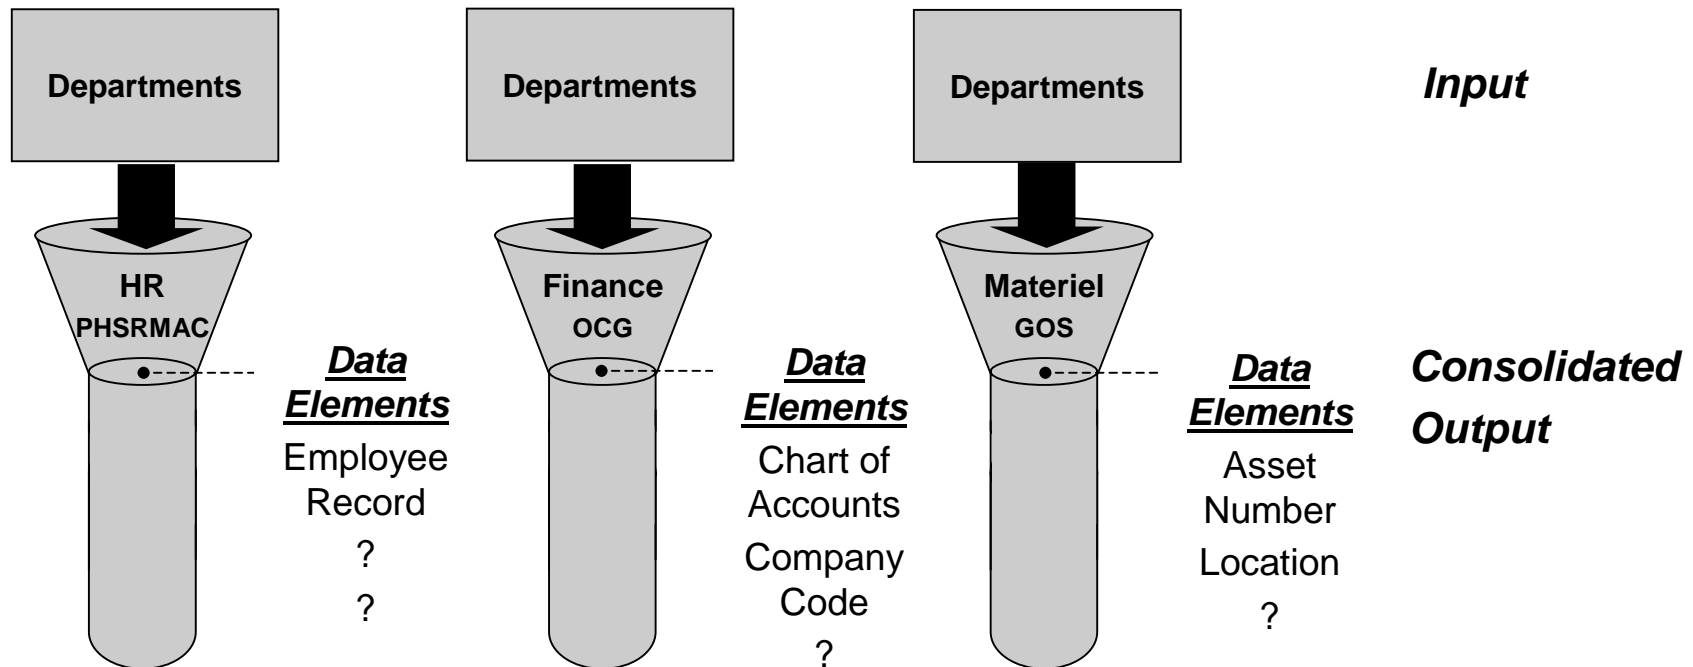 Departments
Departments
Departments
Input
HR
PHSRMAC
Finance
OCG
Materiel
GOS
Data
Elements
Employee
Record
?
?
Data
Elements
Chart of
Accounts
Company
Code
?
Data
Elements
Asset
Number
Location
?
Consolidated
Output